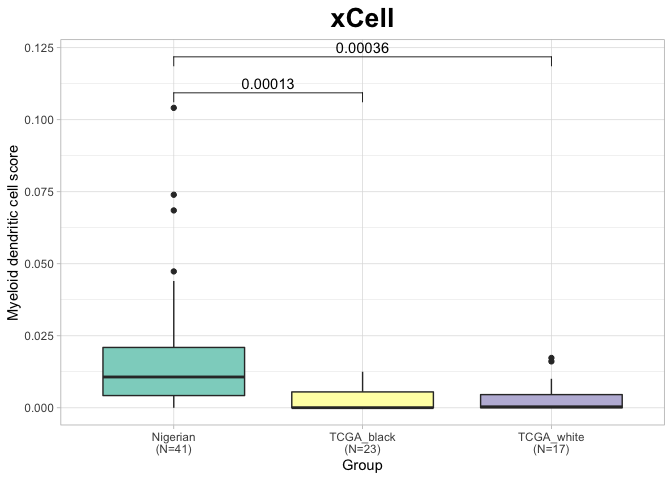 xCell
0.125
0.100
0.075
0.050
0.025
0.000
Myeloid dendritic cell score
0.00036
0.00013
Nigerian
(N=41)
TCGA_black
(N=23)
TCGA_white
(N=17)
Group